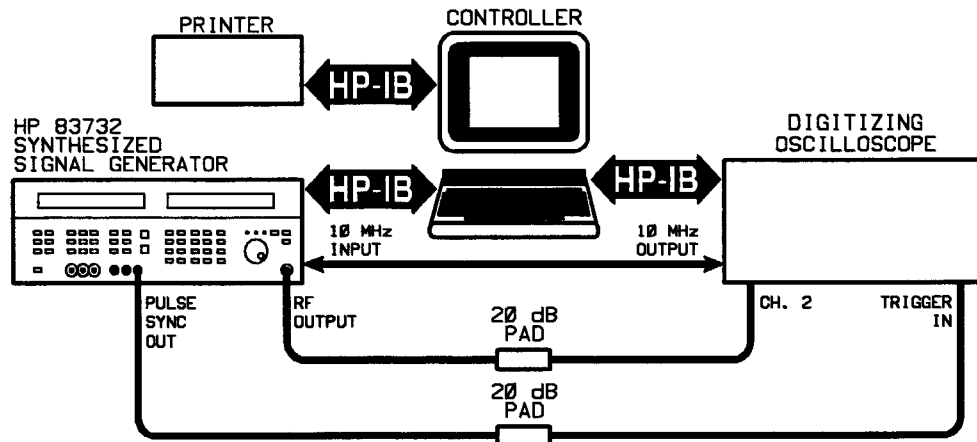 PRINTER
CONTROLLER
HP-IB
HP 83732
SYNTHESIZED
SIGNAL GENERATOR
DIGITIZING
OSCILLOSCOPE
HP-IB
HP-IB
10 MHz
INPUT
10 MHz
OUTPUT
PULSE
SYNC
OUT
RF
OUTPUT
20 dB
PAD
CH. 2
TRIGGER
IN
20 dB
PAD